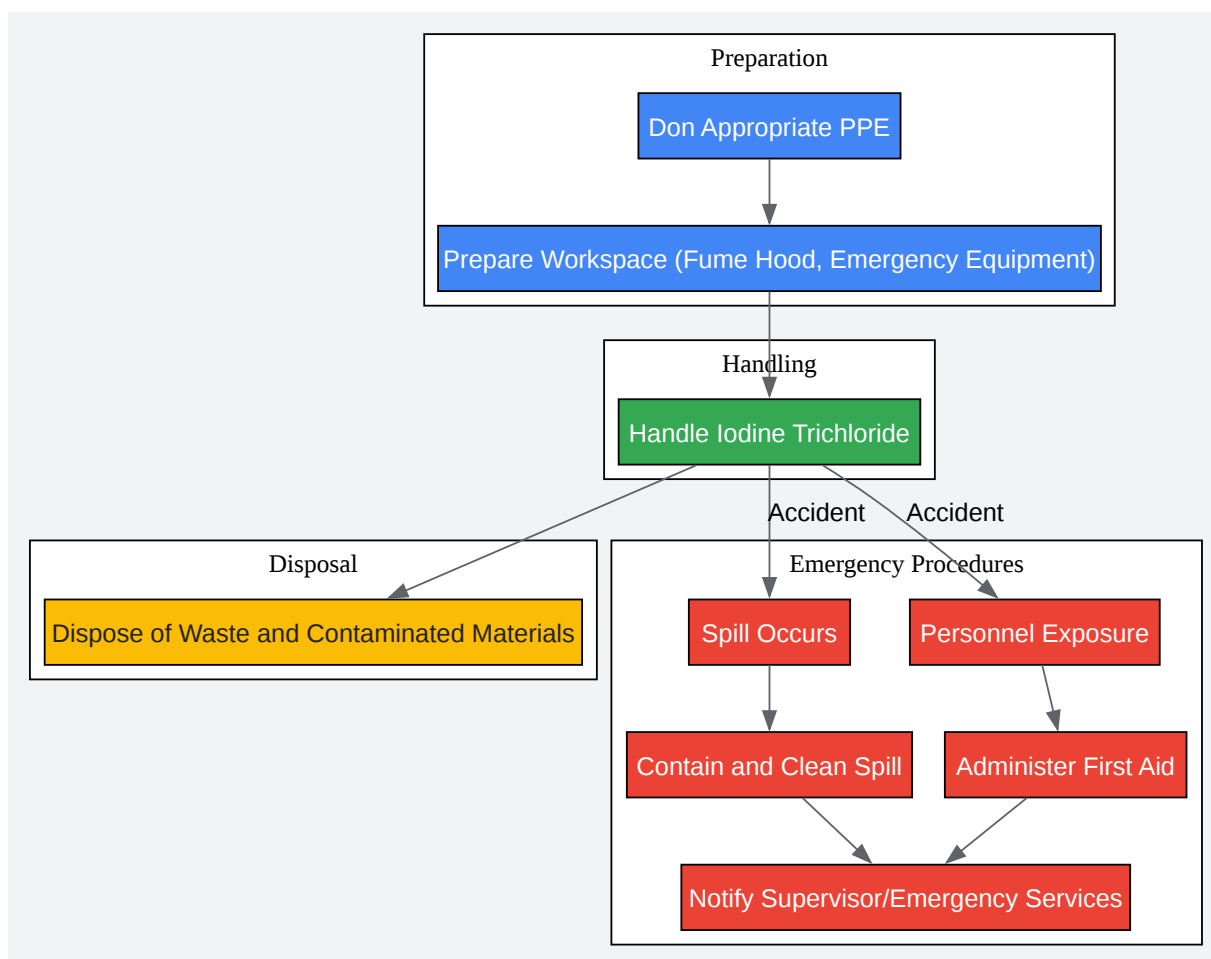 Preparation
Don Appropriate PPE
Prepare Workspace (Fume Hood, Emergency Equipment)
Handling
Handle Iodine Trichloride
Accident
Accident
Disposal
Dispose of Waste and Contaminated Materials
Emergency Procedures
Spill Occurs
Personnel Exposure
Contain and Clean Spill
Administer First Aid
Notify Supervisor/Emergency Services